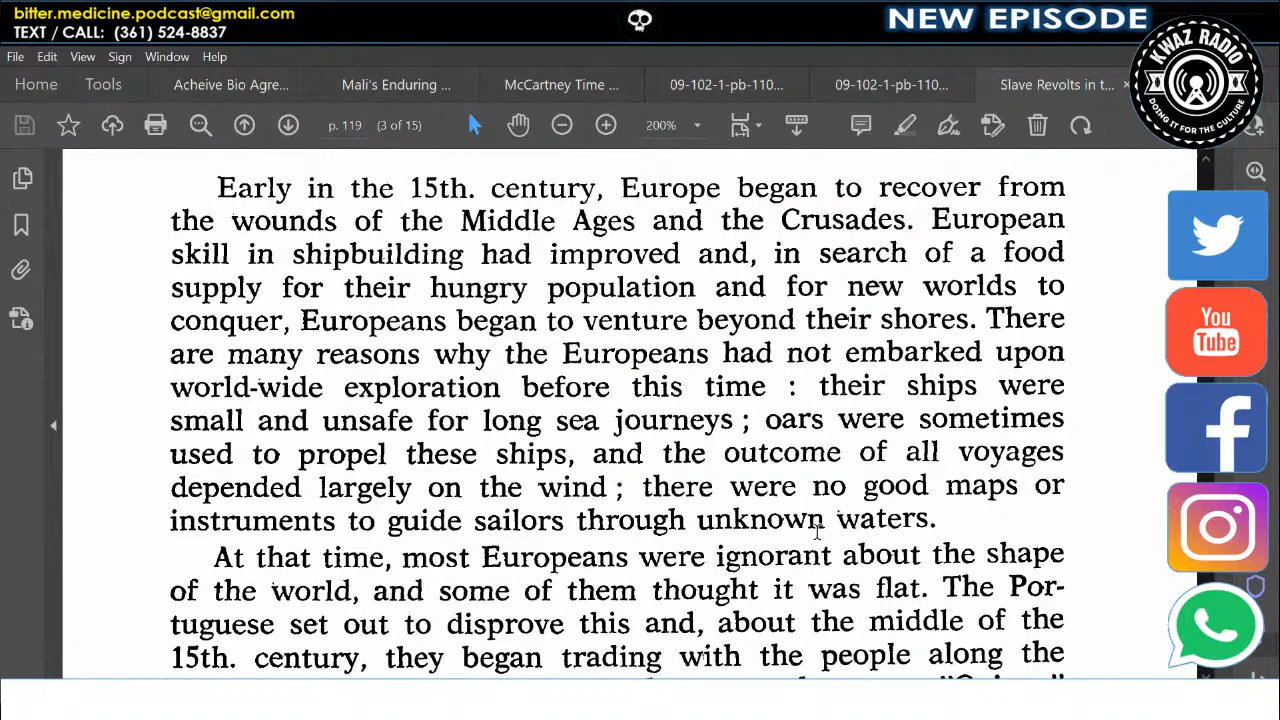 bitter.medicine.podcast@gmail.com
TEXT / CALL: (361) 524-8837
NEW EPISODE
KWAZ RADIO
DOING IT FOR THE CULTURE
File Edit View Sign Window Help
Home Tools Acheive Bio Agre... Mali's Enduring ... McCartney Time ... 09-102-1-pb-110... 09-102-1-pb-110... Slave Revolts in t...
p. 119 (3 of 15) 200%
Early in the 15th. century, Europe began to recover from
the wounds of the Middle Ages and the Crusades. European
skill in shipbuilding had improved and, in search of a food
supply for their hungry population and for new worlds to
conquer, Europeans began to venture beyond their shores. There
are many reasons why the Europeans had not embarked upon
world-wide exploration before this time : their ships were
small and unsafe for long sea journeys ; oars were sometimes
used to propel these ships, and the outcome of all voyages
depended largely on the wind ; there were no good maps or
instruments to guide sailors through unknown waters.
At that time, most Europeans were ignorant about the shape
of the world, and some of them thought it was flat. The Por-
tuguese set out to disprove this and, about the middle of the
15th. century, they began trading with the people along the
You
Tube